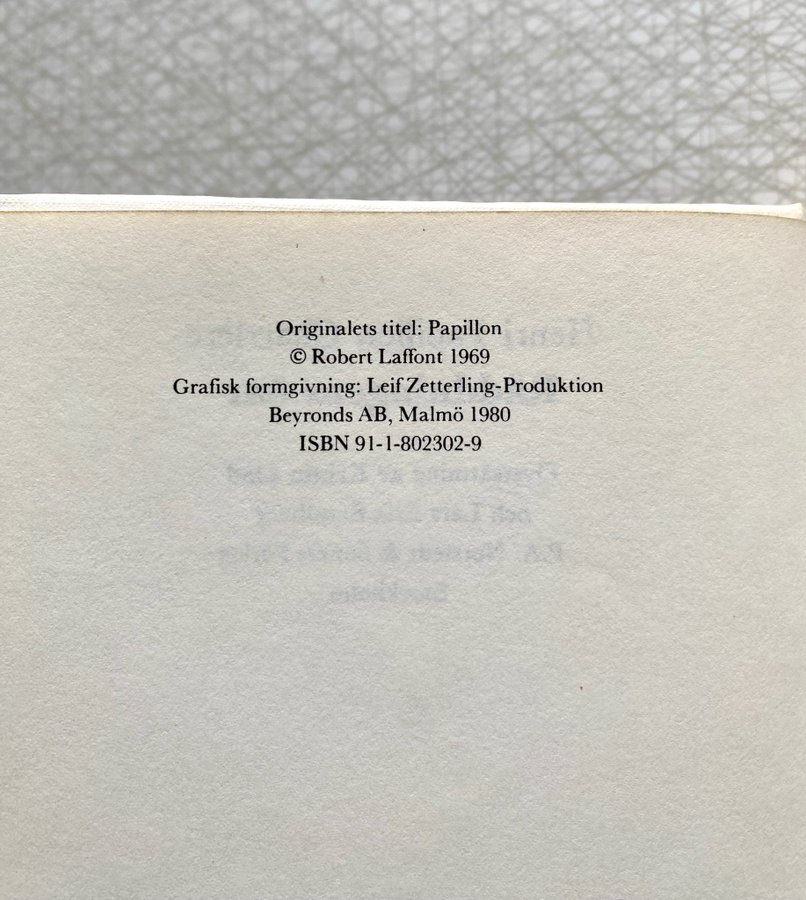 Originalets titel: Papillon
© Robert Laffont 1969
Grafisk formgivning: Leif Zetterling-Produktion
Beyronds AB, Malmö 1980
ISBN 91-1-802302-9